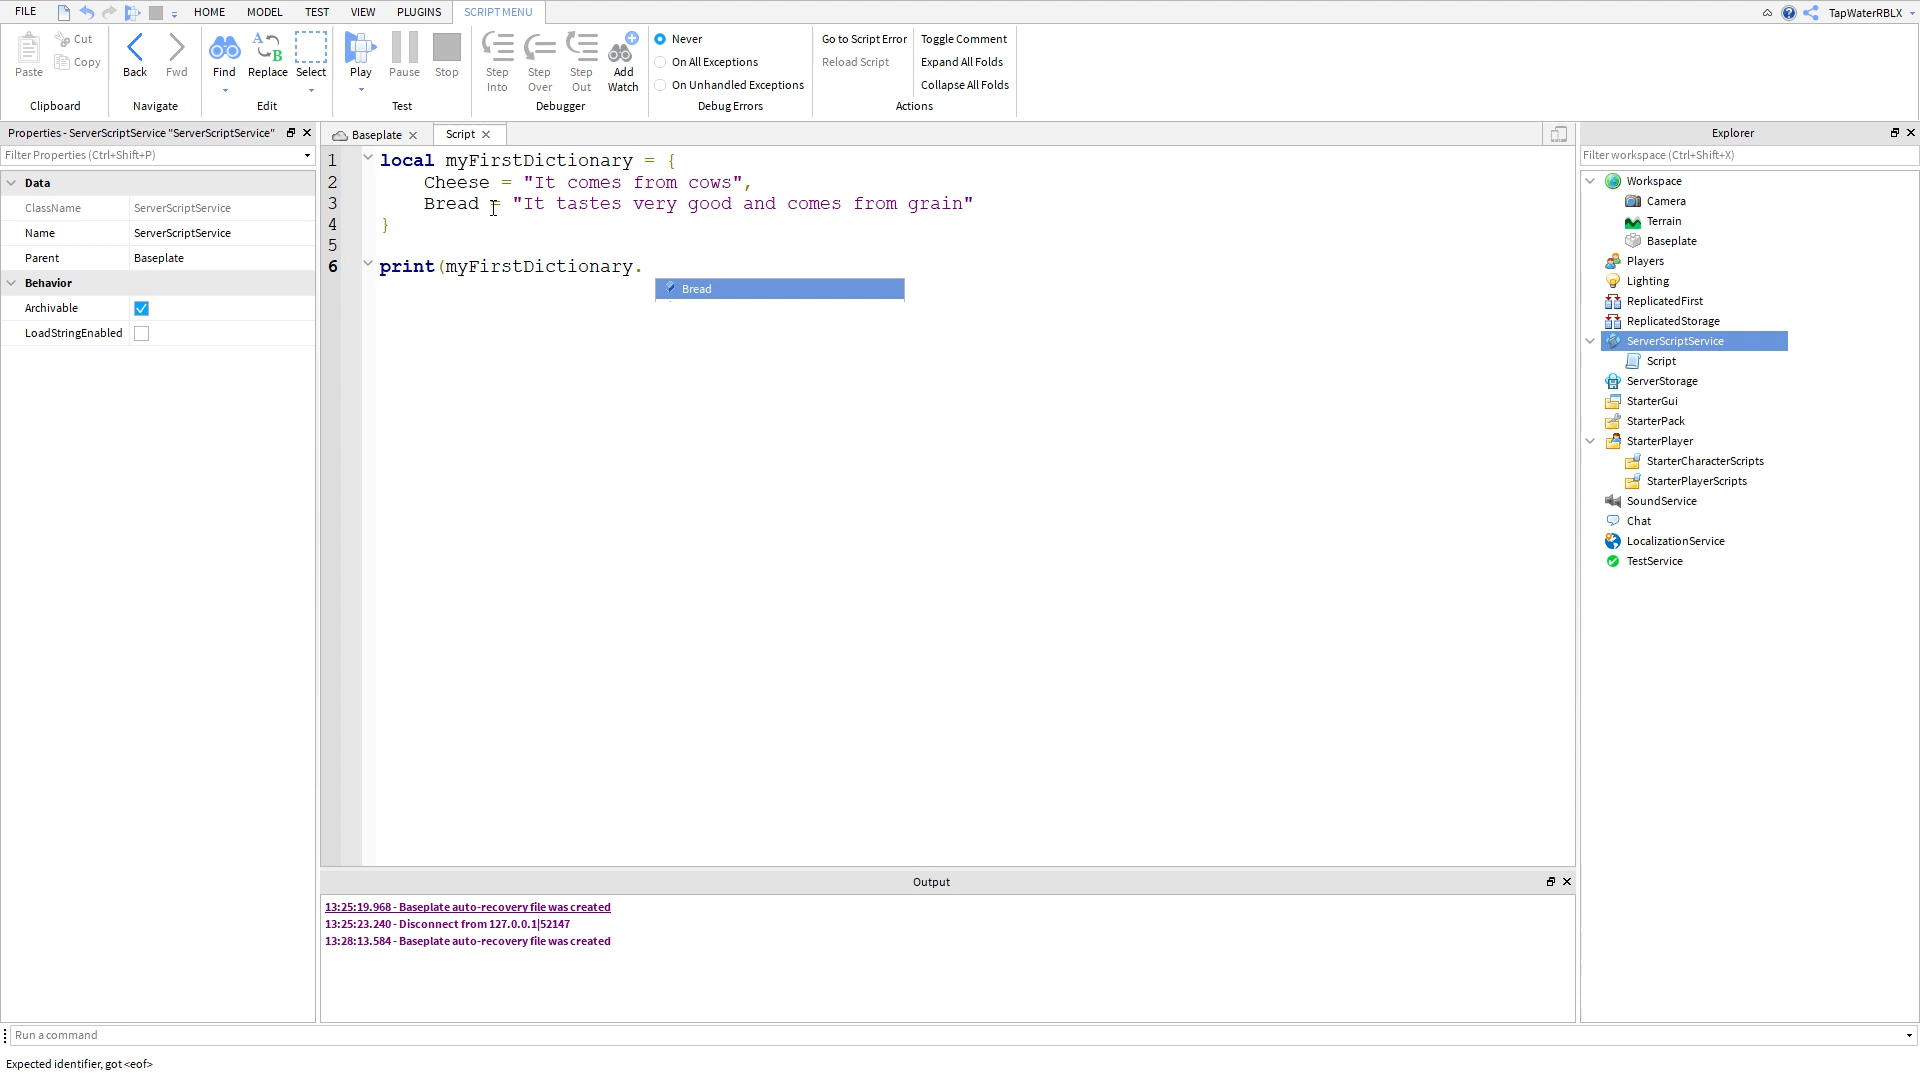 FILE HOME MODEL TEST VIEW PLUGINS SCRIPT MENU TapWaterRBLX
Paste Cut Copy
Clipboard
Back Fwd
Navigate
Find Replace Select
Edit
Play Pause Stop
Test
Step Into Step Over Step Out Add Watch
Debugger
Never
On All Exceptions
On Unhandled Exceptions
Debug Errors
Go to Script Error
Reload Script
Toggle Comment
Expand All Folds
Collapse All Folds
Actions
Properties - ServerScriptService "ServerScriptService"
Filter Properties (Ctrl+Shift+P)
Data
ClassName ServerScriptService
Name ServerScriptService
Parent Baseplate
Behavior
Archivable
LoadStringEnabled
Baseplate Script
1 local myFirstDictionary = {
2 Cheese = "It comes from cows",
3 Bread = "It tastes very good and comes from grain"
4 }
5
6 print(myFirstDictionary.
Bread
Output
13:25:19.968 - Baseplate auto-recovery file was created
13:25:23.240 - Disconnect from 127.0.0.1|52147
13:28:13.584 - Baseplate auto-recovery file was created
Explorer
Filter workspace (Ctrl+Shift+X)
Workspace
Camera
Terrain
Baseplate
Players
Lighting
ReplicatedFirst
ReplicatedStorage
ServerScriptService
Script
ServerStorage
StarterGui
StarterPack
StarterPlayer
StarterCharacterScripts
StarterPlayerScripts
SoundService
Chat
LocalizationService
TestService
Run a command
Expected identifier, got <eof>